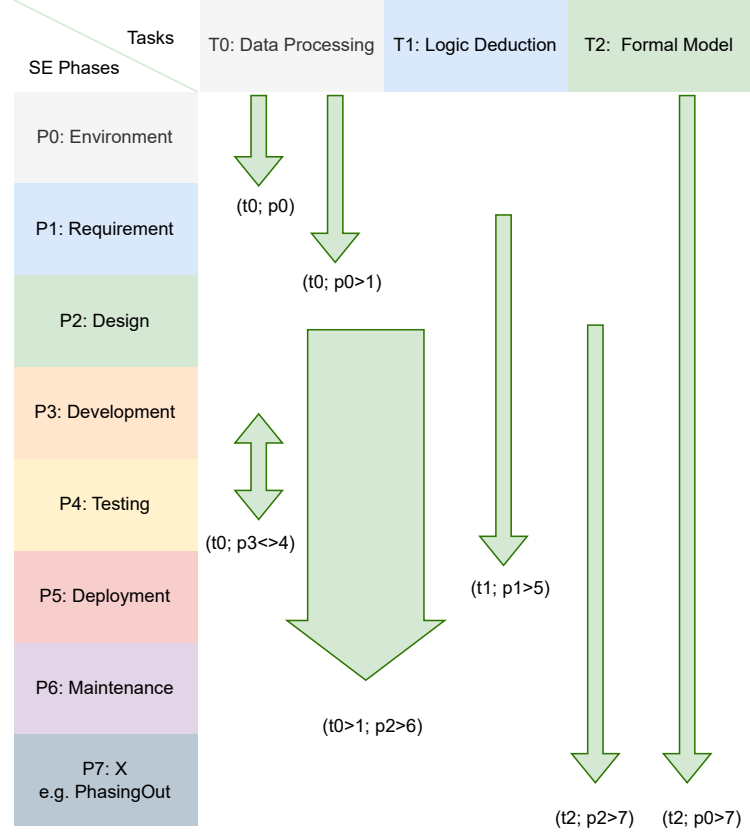 Tasks
SE Phases
T0: Data Processing
T1: Logic Deduction
T2: Formal Model
P0: Environment
(t0; p0)
P1: Requirement
(t0; p0>1)
P2: Design
P3: Development
P4: Testing
(t0; p3<>4)
P5: Deployment
(t1; p1>5)
P6: Maintenance
(t0>1; p2>6)
P7: X
e.g. PhasingOut
(t2; p2>7)
(t2; p0>7)